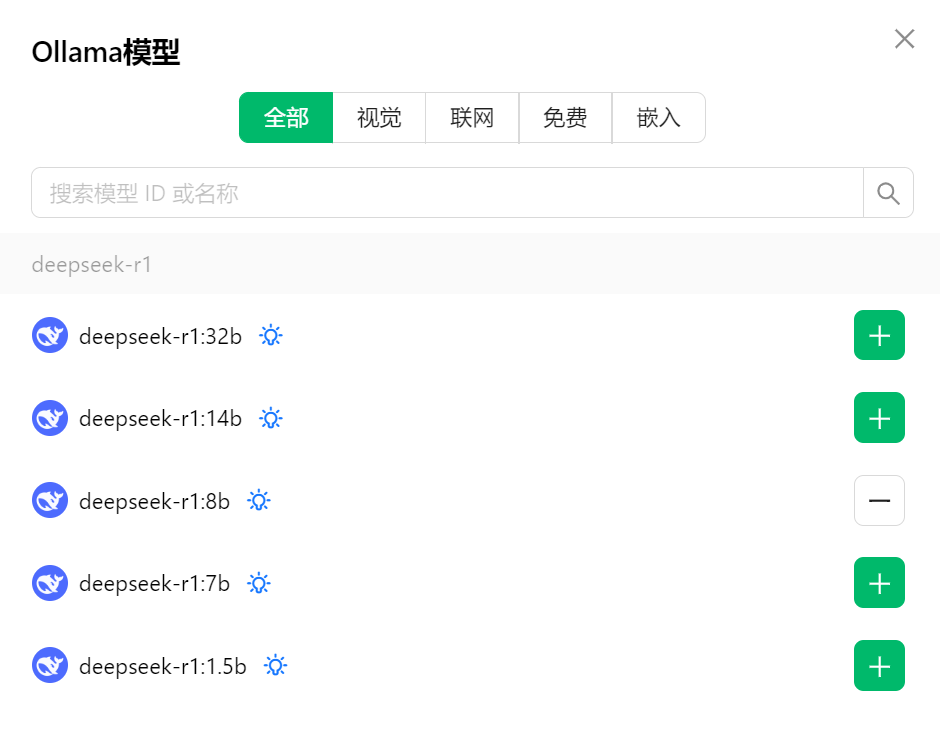 Ollama模型
全部 视觉 联网 免费 嵌入
搜索模型 ID 或名称
deepseek-r1
deepseek-r1:32b
deepseek-r1:14b
deepseek-r1:8b
deepseek-r1:7b
deepseek-r1:1.5b